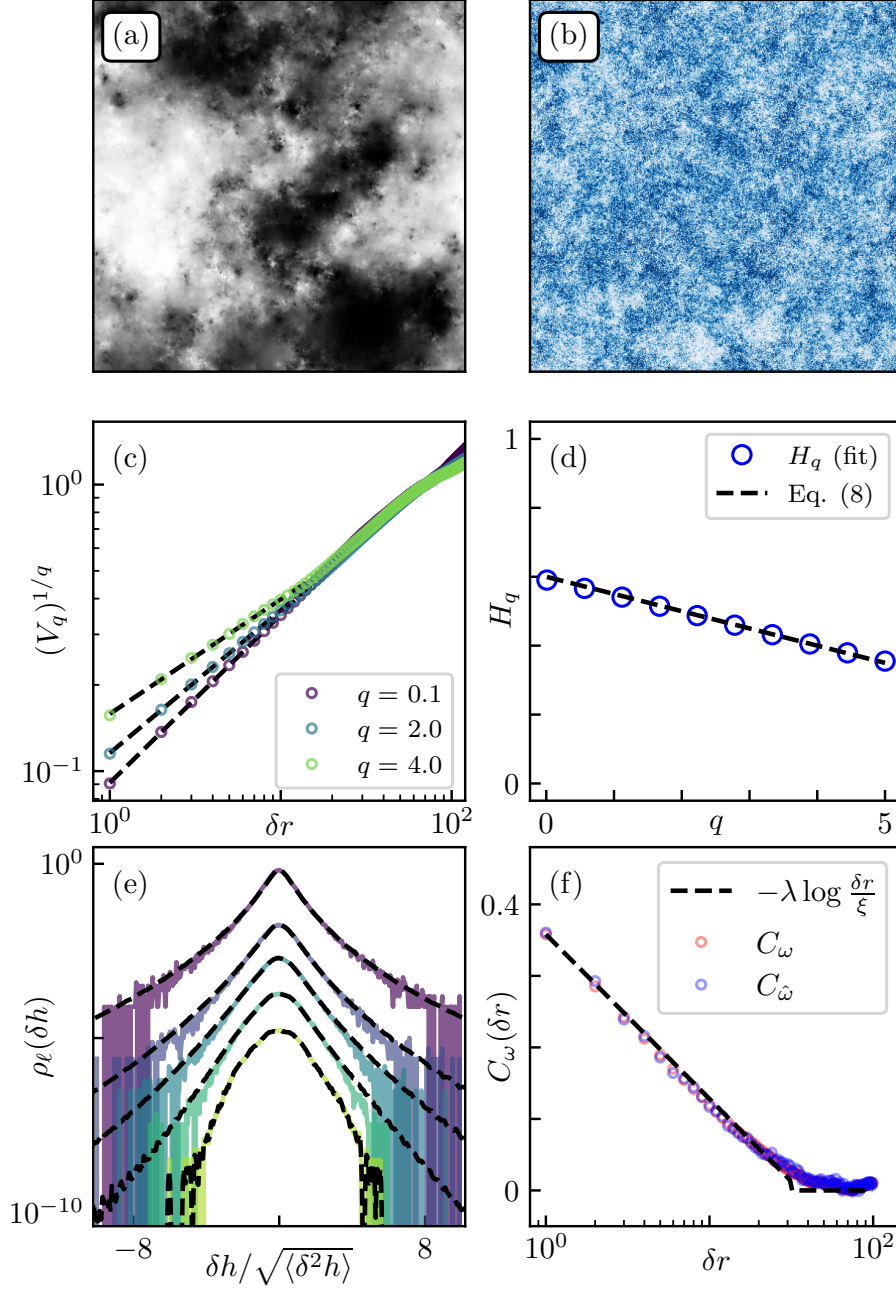 (a)
(b)
(c)
(V_q)^{1/q}
10^0
10^{-1}
q = 0.1
q = 2.0
q = 4.0
10^0
δr
10^2
(d)
H_q
1
0
H_q (fit)
Eq. (8)
0
q
5
(e)
ρ_ℓ(δh)
10^0
10^{-10}
−8
δh/√⟨δ²h⟩
8
(f)
C_ω(δr)
0.4
0
−λ log δr/ξ
C_ω
C_ω̂
10^0
δr
10^2